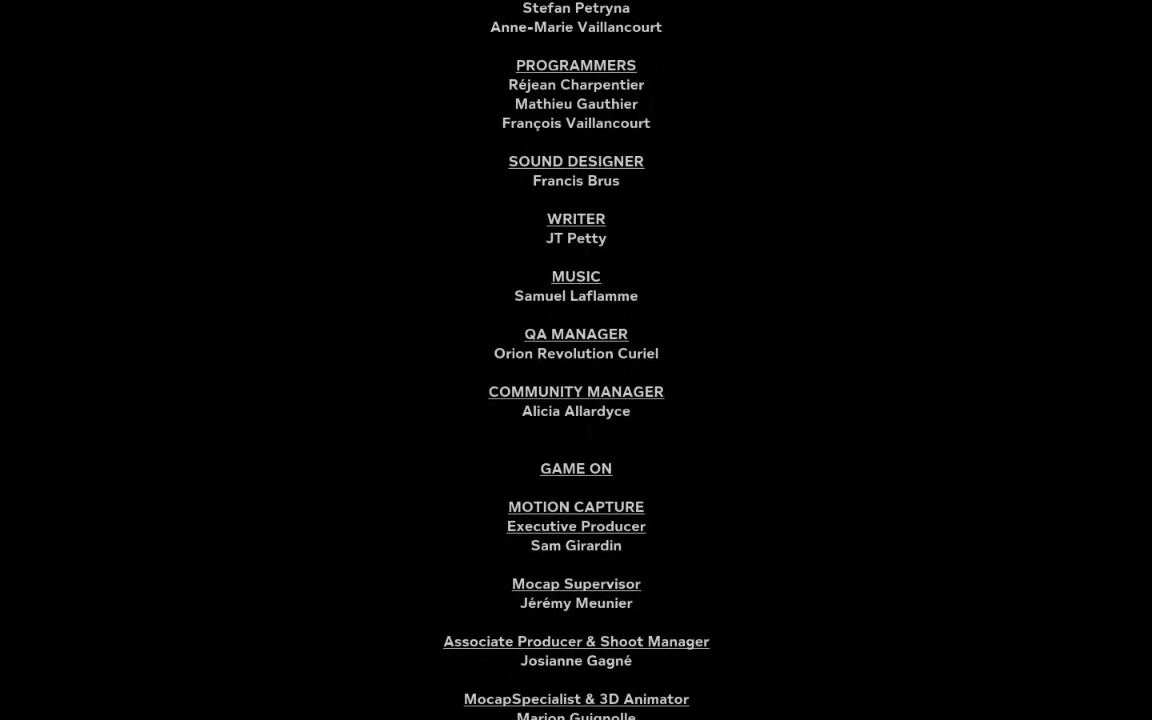 Stefan Petryna
Anne-Marie Vaillancourt
PROGRAMMERS
Réjean Charpentier
Mathieu Gauthier
François Vaillancourt
SOUND DESIGNER
Francis Brus
WRITER
JT Petty
MUSIC
Samuel Laflamme
QA MANAGER
Orion Revolution Curiel
COMMUNITY MANAGER
Alicia Allardyce
GAME ON
MOTION CAPTURE
Executive Producer
Sam Girardin
Mocap Supervisor
Jérémy Meunier
Associate Producer & Shoot Manager
Josianne Gagné
MocapSpecialist & 3D Animator
Marion Guignolle